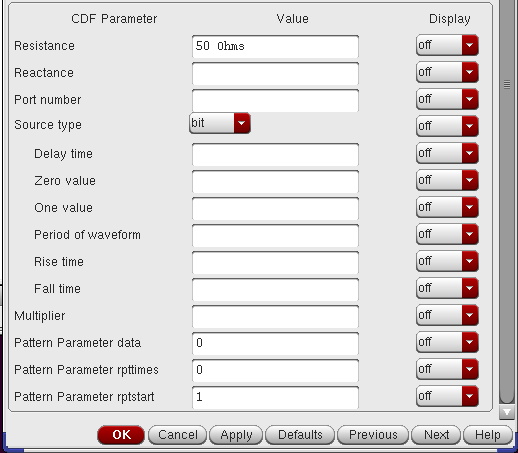 CDF Parameter Value Display
Resistance 50 Ohms off
Reactance off
Port number off
Source type bit off
Delay time off
Zero value off
One value off
Period of waveform off
Rise time off
Fall time off
Multiplier off
Pattern Parameter data 0 off
Pattern Parameter rpttimes 0 off
Pattern Parameter rptstart 1 off
OK Cancel Apply Defaults Previous Next Help